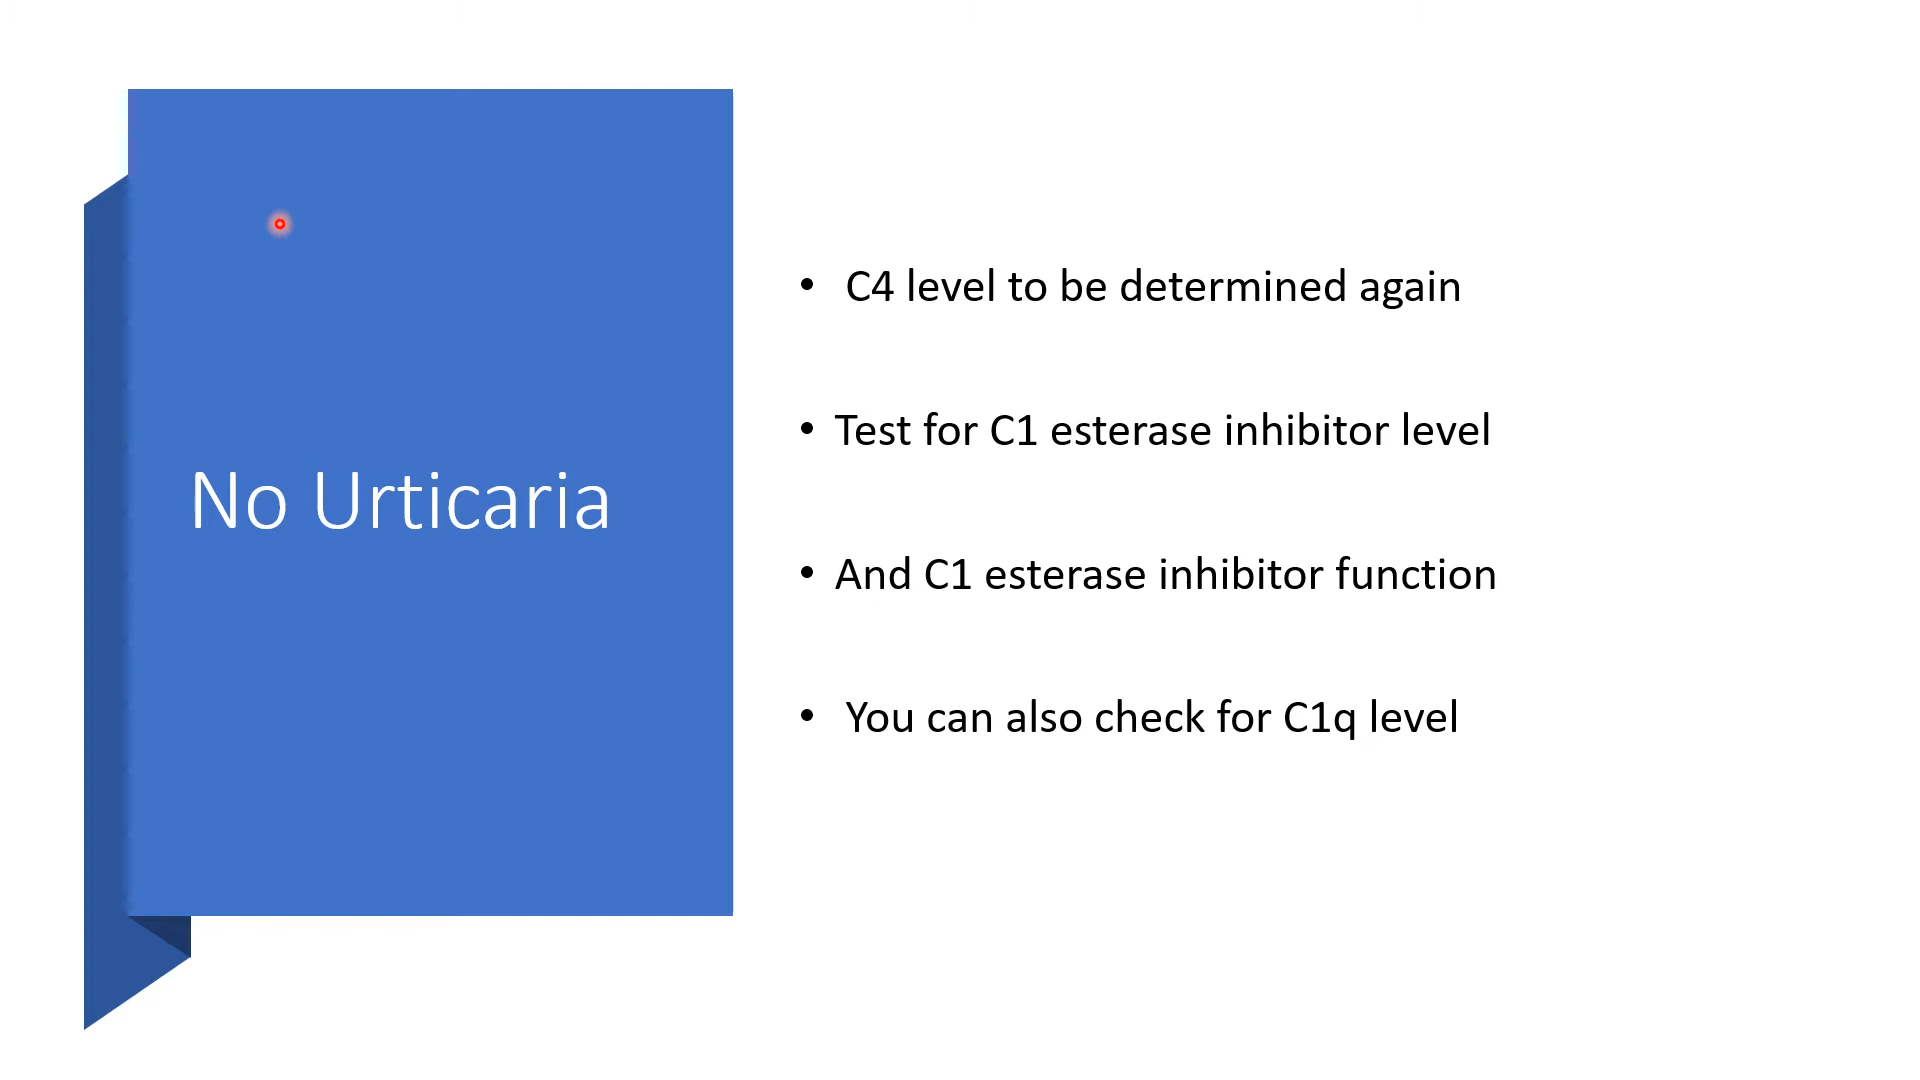 No Urticaria
• C4 level to be determined again
• Test for C1 esterase inhibitor level
• And C1 esterase inhibitor function
• You can also check for C1q level